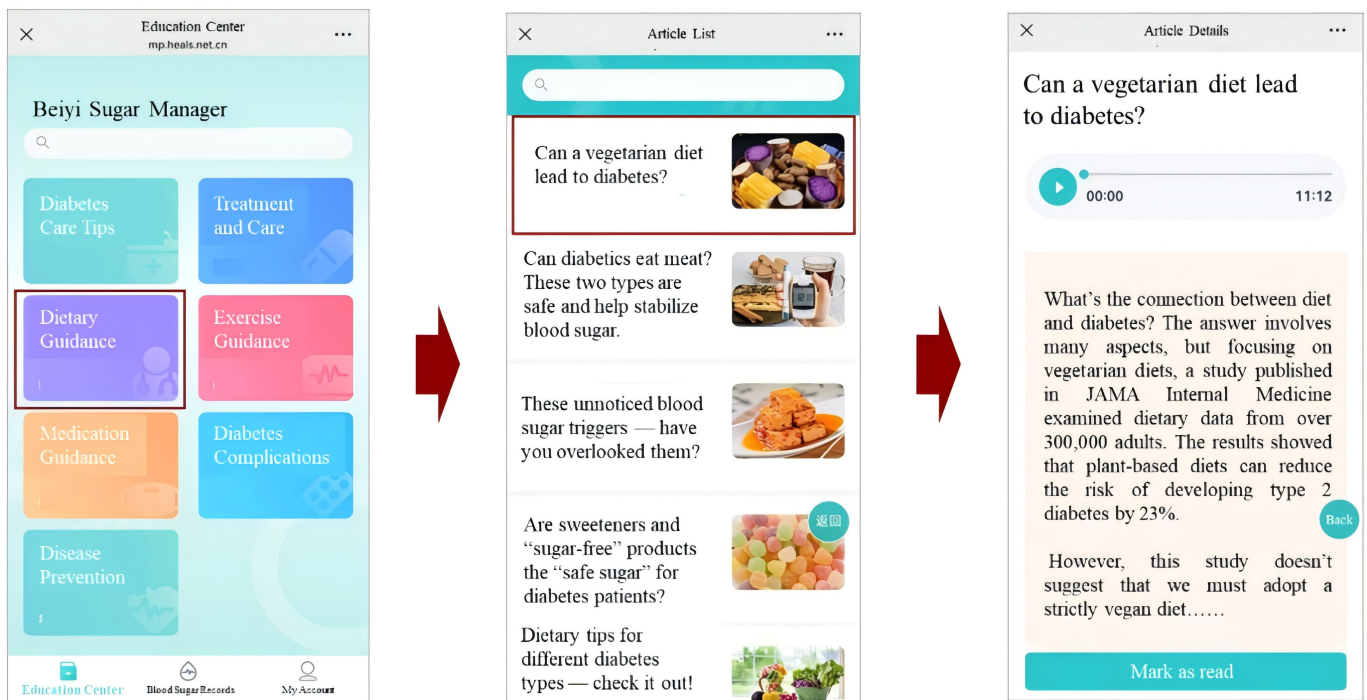 Education Center
mp.heals.net.cn
Beiyi Sugar Manager
Diabetes
Care Tips
Treatment
and Care
Dietary
Guidance
Exercise
Guidance
Medication
Guidance
Diabetes
Complications
Disease
Prevention
Education Center
Blood Sugar Records
My Account
Article List
Can a vegetarian diet
lead to diabetes?
Can diabetics eat meat?
These two types are
safe and help stabilize
blood sugar.
These unnoticed blood
sugar triggers — have
you overlooked them?
Are sweeteners and
“sugar-free” products
the “safe sugar” for
diabetes patients?
返回
Dietary tips for
different diabetes
types — check it out!
Article Details
Can a vegetarian diet lead
to diabetes?
00:00
11:12
What’s the connection between diet
and diabetes? The answer involves
many aspects, but focusing on
vegetarian diets, a study published
in JAMA Internal Medicine
examined dietary data from over
300,000 adults. The results showed
that plant-based diets can reduce
the risk of developing type 2
diabetes by 23%.
Back
However, this study doesn’t
suggest that we must adopt a
strictly vegan diet……
Mark as read